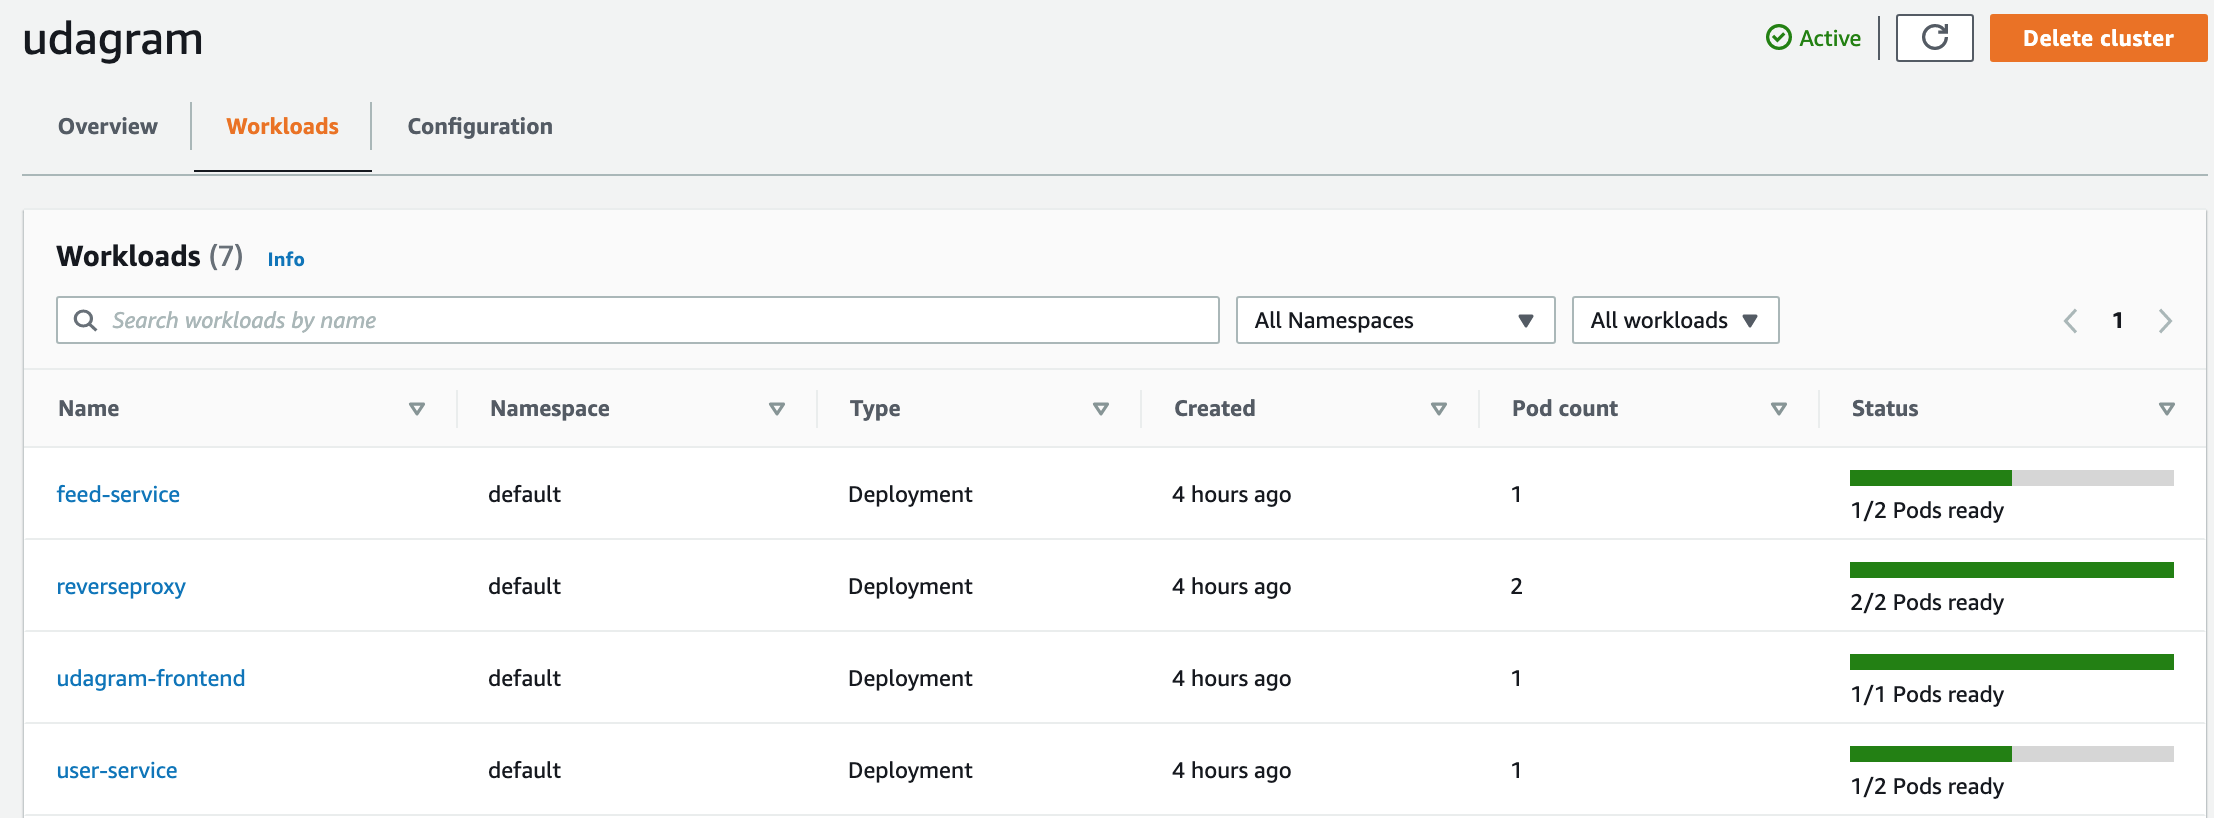 udagram
Active
Delete cluster
Overview
Workloads
Configuration
Workloads (7) Info
Search workloads by name
All Namespaces
All workloads
1
Name Namespace Type Created Pod count Status
feed-service default Deployment 4 hours ago 1 1/2 Pods ready
reverseproxy default Deployment 4 hours ago 2 2/2 Pods ready
udagram-frontend default Deployment 4 hours ago 1 1/1 Pods ready
user-service default Deployment 4 hours ago 1 1/2 Pods ready